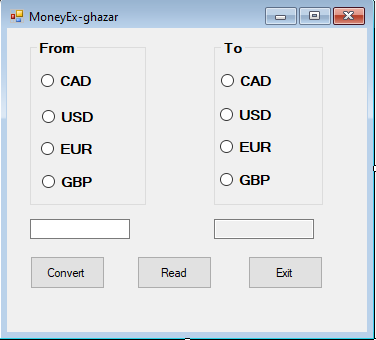 MoneyEx-ghazar
From To
CAD CAD
USD USD
EUR EUR
GBP GBP
Convert Read Exit